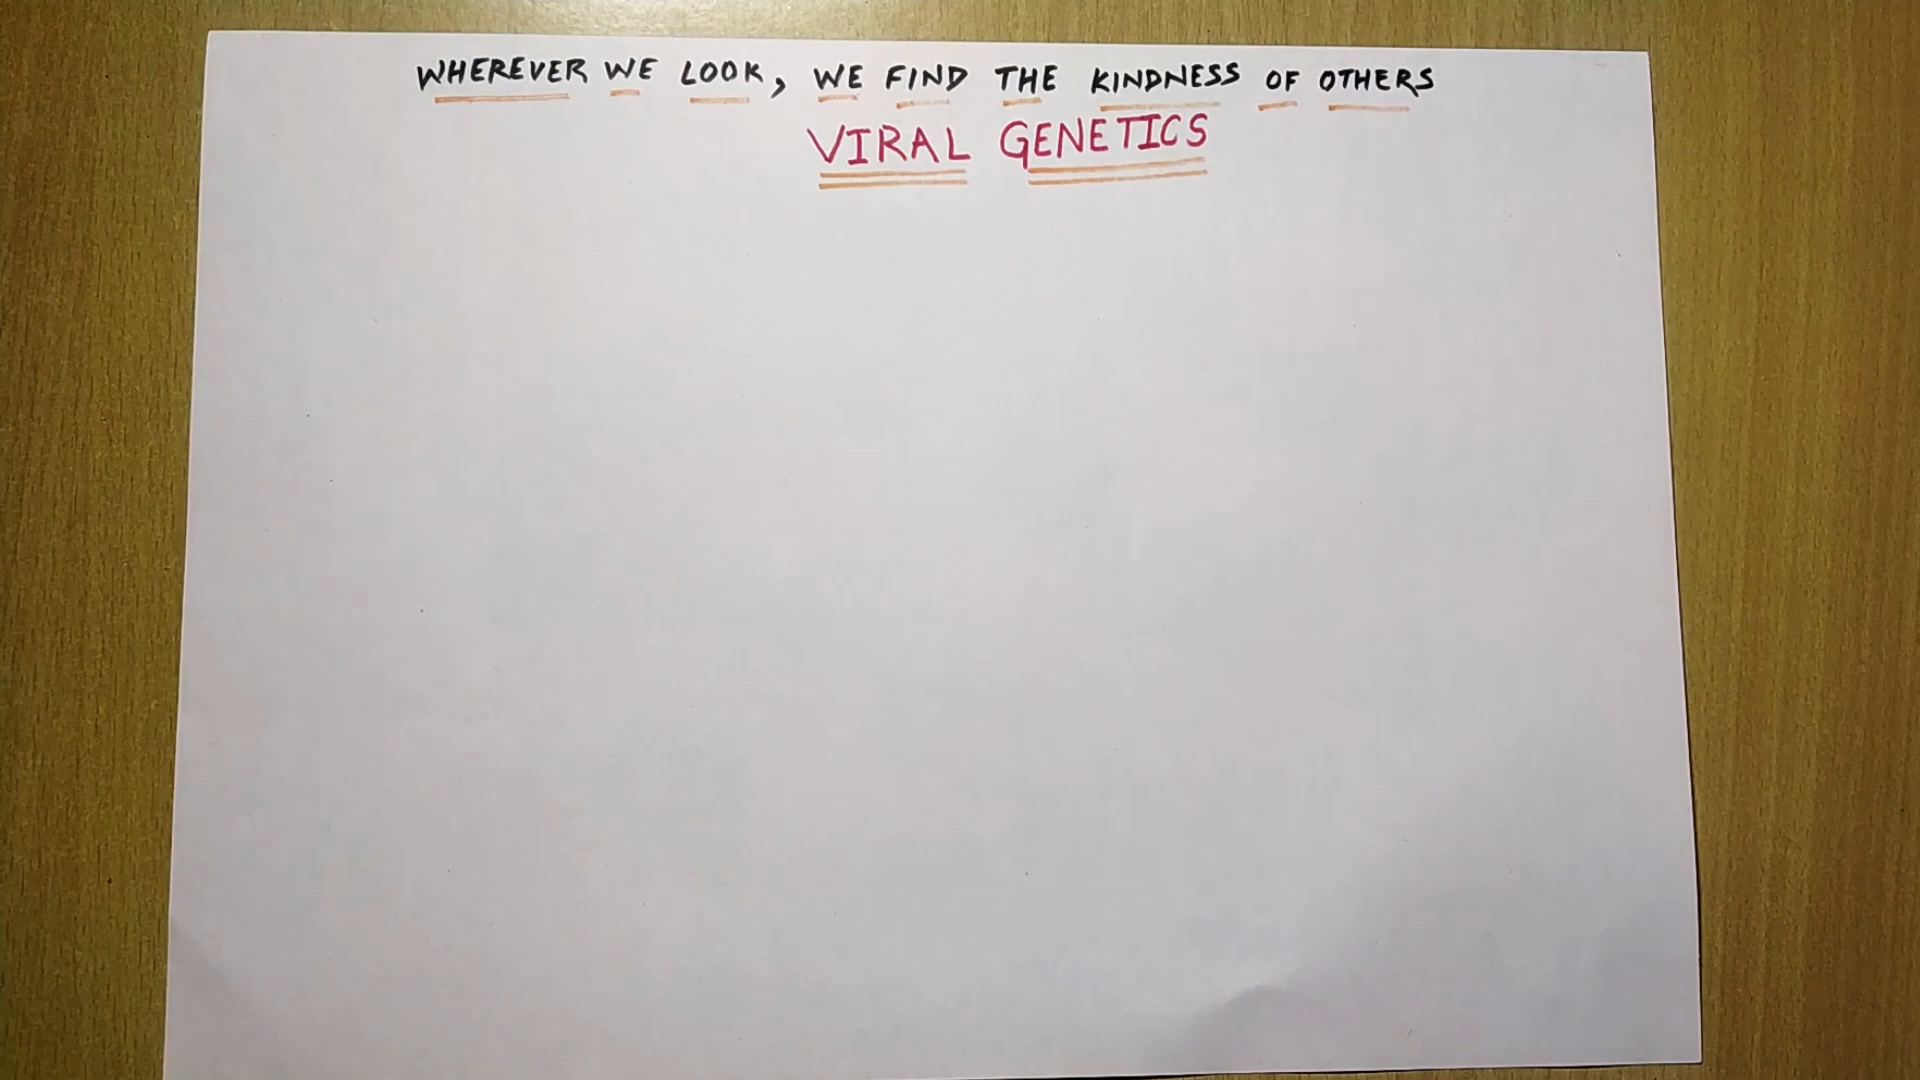 WHEREVER WE LOOK, WE FIND THE KINDNESS OF OTHERS
VIRAL GENETICS